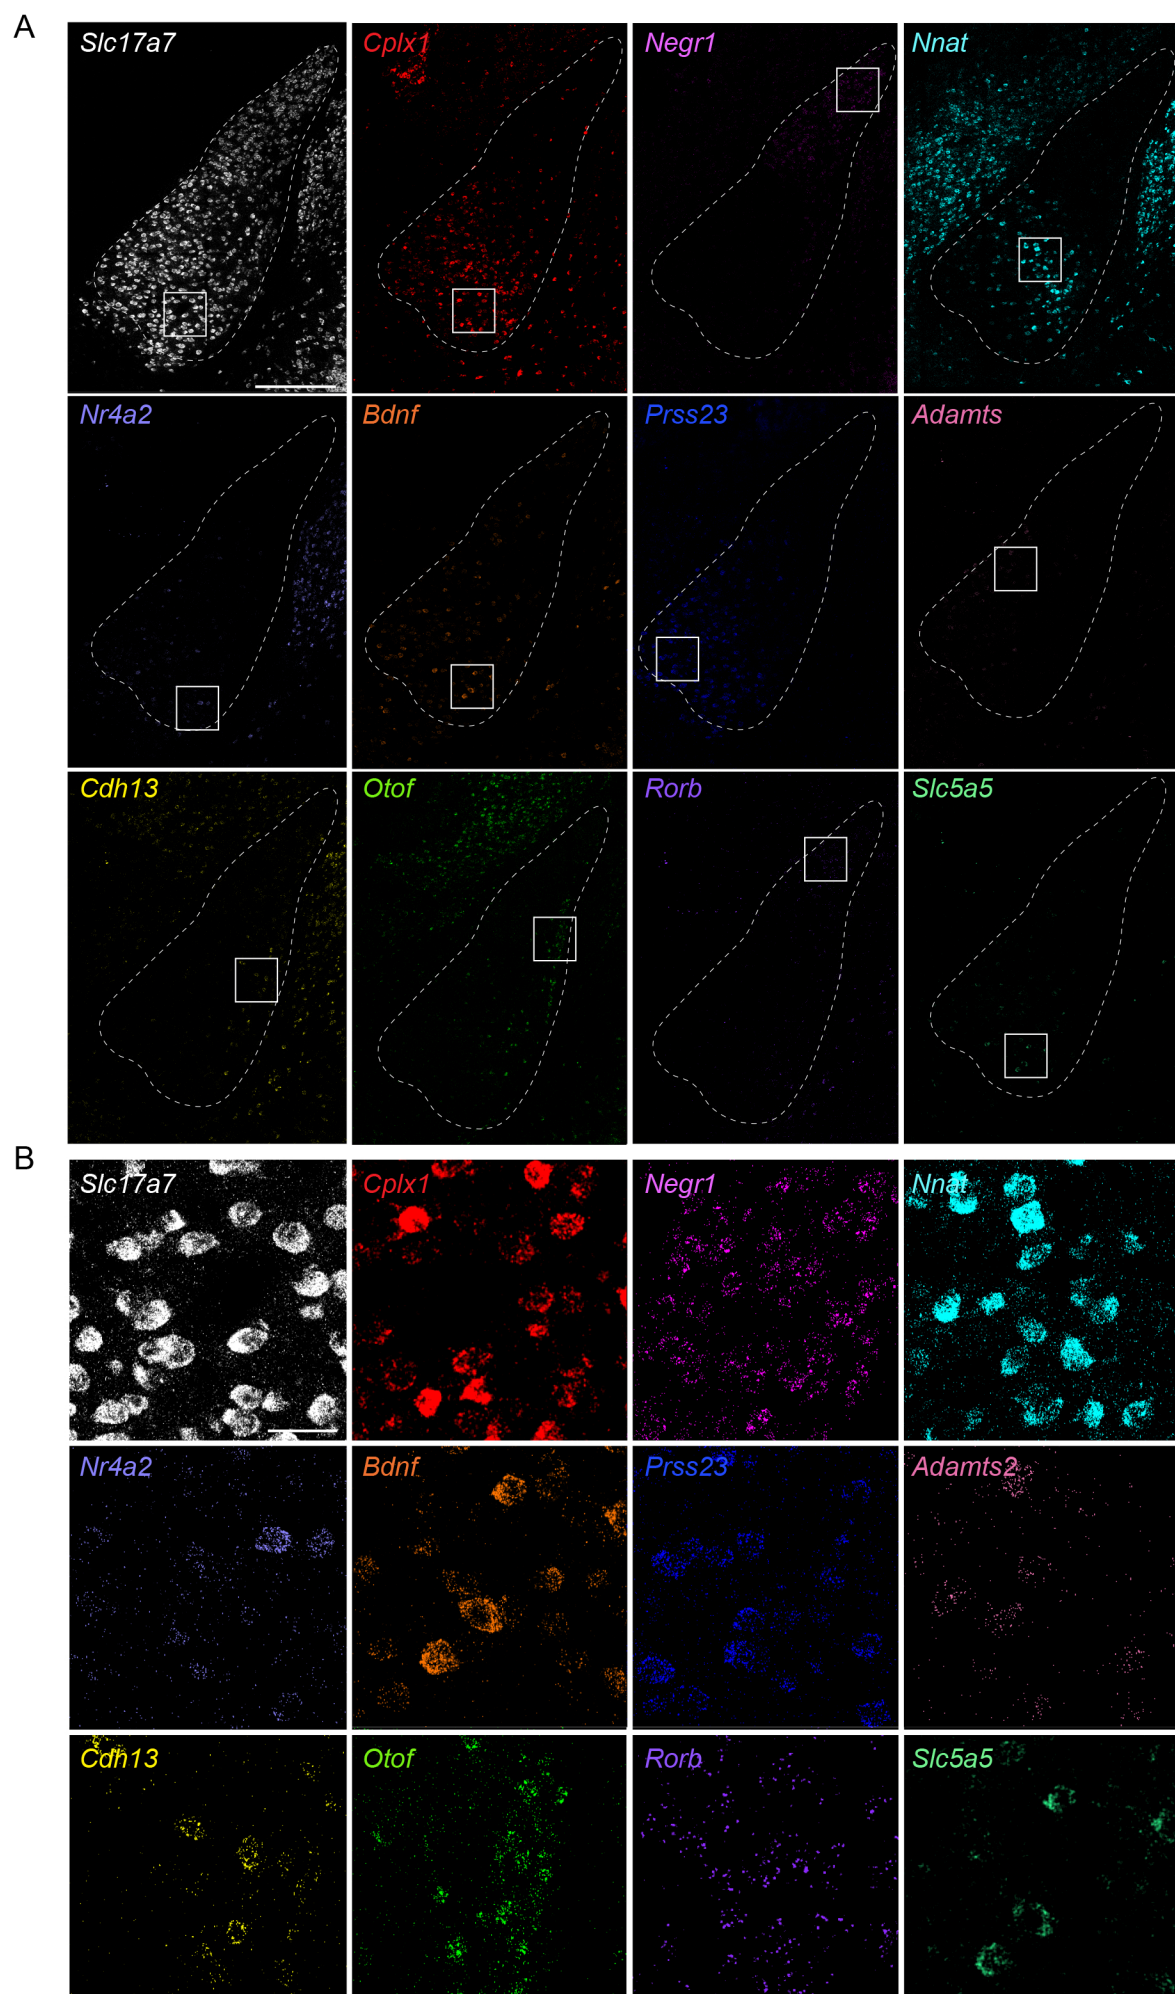 A
Slc17a7 Cplx1 Negr1 Nnat
Nr4a2 Bdnf Prss23 Adamts
Cdh13 Otof Rorb Slc5a5
B
Slc17a7 Cplx1 Negr1 Nnat
Nr4a2 Bdnf Prss23 Adamts2
Cdh13 Otof Rorb Slc5a5